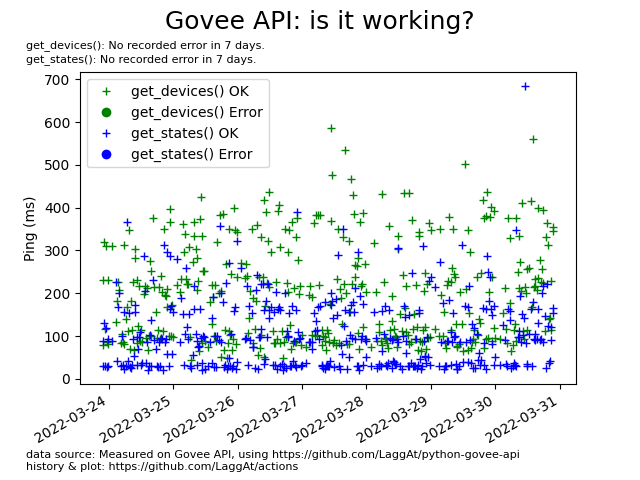 Govee API: is it working?
get_devices(): No recorded error in 7 days.
get_states(): No recorded error in 7 days.
700
600
500
400
300
200
100
0
Ping (ms)
get_devices() OK
get_devices() Error
get_states() OK
get_states() Error
2022-03-24
2022-03-25
2022-03-26
2022-03-27
2022-03-28
2022-03-29
2022-03-30
2022-03-31
data source: Measured on Govee API, using https://github.com/LaggAt/python-govee-api
history & plot: https://github.com/LaggAt/actions